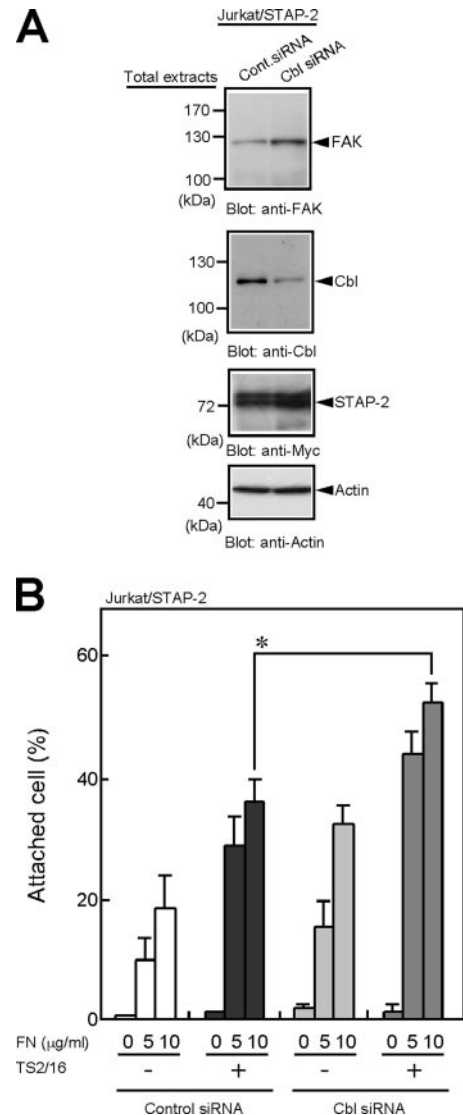 A
Jurkat/STAP-2
Cont.siRNA
Cbl siRNA
Total extracts
170
130
100
(kDa)
FAK
Blot: anti-FAK
130
100
(kDa)
Cbl
Blot: anti-Cbl
72
(kDa)
STAP-2
Blot: anti-Myc
40
(kDa)
Actin
Blot: anti-Actin
B
Jurkat/STAP-2
*
60
40
20
0
Attached cell (%)
FN (μg/ml) 0 5 10 0 5 10 0 5 10 0 5 10
TS2/16 - + - +
Control siRNA Cbl siRNA